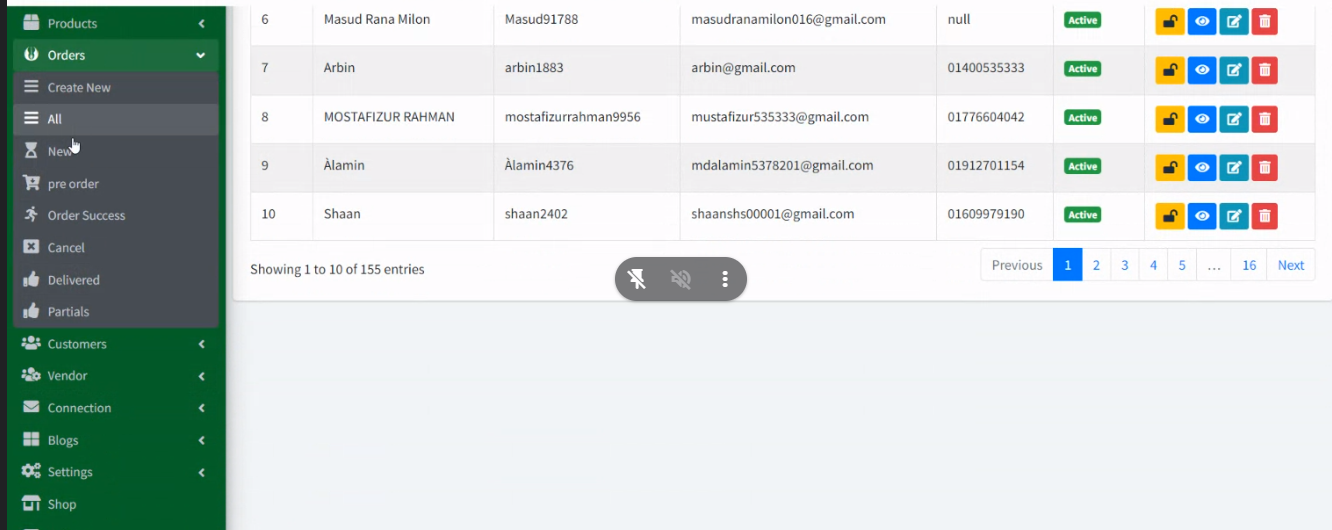 Products
Orders
Create New
All
New
pre order
Order Success
Cancel
Delivered
Partials
Customers
Vendor
Connection
Blogs
Settings
Shop
6 Masud Rana Milon Masud91788 masudranamilon016@gmail.com null Active
7 Arbin arbin1883 arbin@gmail.com 01400535333 Active
8 MOSTAFIZUR RAHMAN mostafizurrahman9956 mustafizur535333@gmail.com 01776604042 Active
9 Àlamin Àlamin4376 mdalamin5378201@gmail.com 01912701154 Active
10 Shaan shaan2402 shaanshs00001@gmail.com 01609979190 Active
Showing 1 to 10 of 155 entries
Previous 1 2 3 4 5 … 16 Next